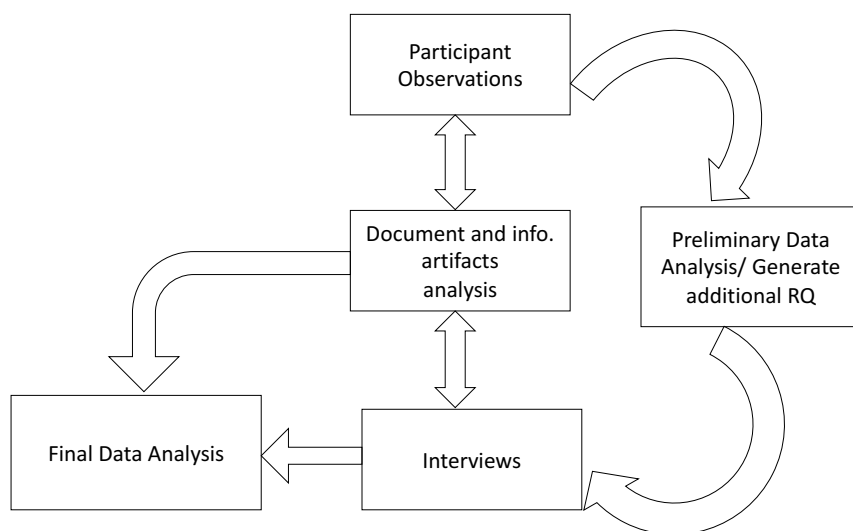 Participant
Observations
Document and info.
artifacts
analysis
Preliminary Data
Analysis/ Generate
additional RQ
Final Data Analysis
Interviews